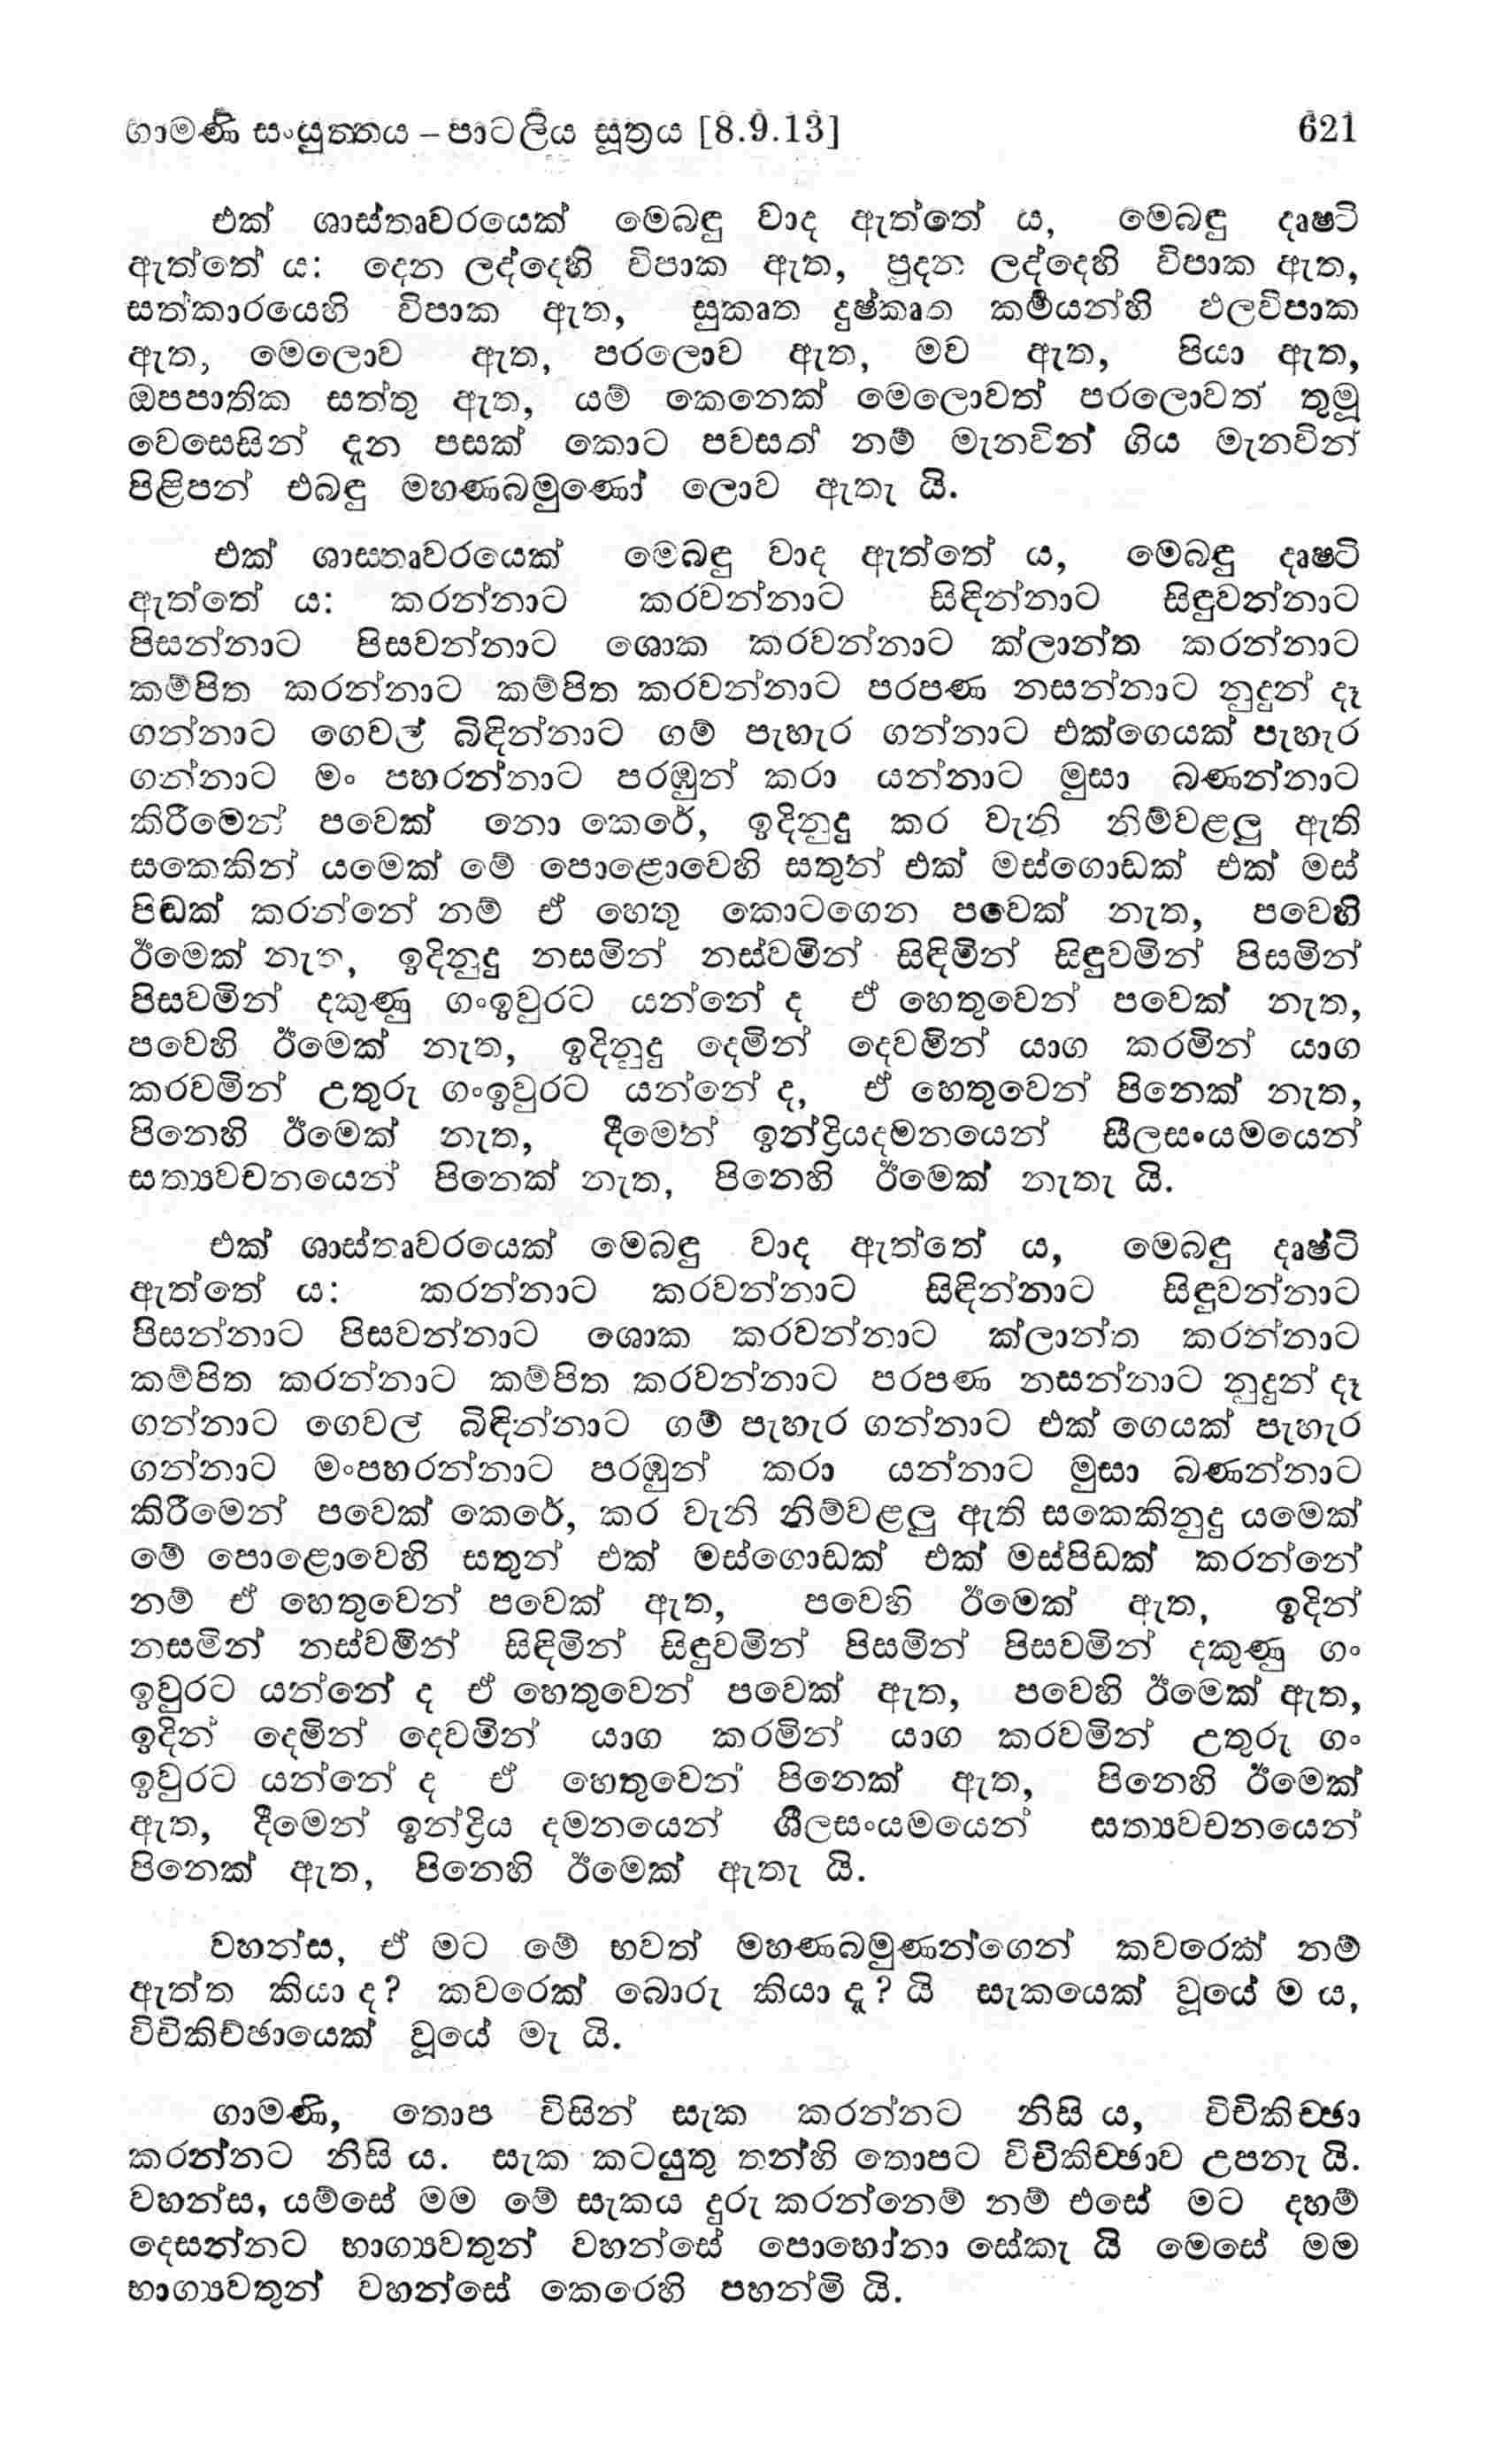 ගාමණි සංයුත්තය – පාටලිය සූත්‍රය [8.9.13] 621
එක් ශාස්තෘවරයෙක් මෙබඳු වාද ඇත්තේ ය, මෙබඳු දෘෂ්ටි
ඇත්තේ ය: දෙන ලද්දෙහි විපාක ඇත, පුදන ලද්දෙහි විපාක ඇත,
සත්කාරයෙහි විපාක ඇත, සුකෘත දුෂ්කෘත කර්මයන්හි ඵලවිපාක
ඇත, මෙලොව ඇත, පරලොව ඇත, මව ඇත, පියා ඇත,
ඔපපාතික සත්තු ඇත, යම් කෙනෙක් මෙලොවත් පරලොවත් තුමූ
වෙසෙසින් දැන පසක් කොට පවසත් නම් මැනවින් ගිය මැනවින්
පිළිපන් එබඳු මහණබමුණෝ ලොව ඇතැ යි.
එක් ශාස්තෘවරයෙක් මෙබඳු වාද ඇත්තේ ය, මෙබඳු දෘෂ්ටි
ඇත්තේ ය: කරන්නාට කරවන්නාට සිඳින්නාට සිඳුවන්නාට
පිසන්නාට පිසවන්නාට ශොක කරවන්නාට ක්ලාන්ත කරන්නාට
කම්පිත කරන්නාට කම්පිත කරවන්නාට පරපණ නසන්නාට නුදුන් දෑ
ගන්නාට ගෙවල් බිඳින්නාට ගම් පැහැර ගන්නාට එක්ගෙයක් පැහැර
ගන්නාට මං පහරන්නාට පරඹුන් කරා යන්නාට මුසා බණන්නාට
කිරීමෙන් පවෙක් නො කෙරේ, ඉදිනුදු කර වැනි නිම්වළලු ඇති
සකෙකින් යමෙක් මේ පොළොවෙහි සතුන් එක් මස්ගොඩක් එක් මස්
පිඬක් කරන්නේ නම් ඒ හෙතු කොටගෙන පවෙක් නැත, පවෙහි
ඊමෙක් නැත, ඉදිනුදු නසමින් නස්වමින් සිඳිමින් සිඳුවමින් පිසමින්
පිසවමින් දකුණු ගංඉවුරට යන්නේ ද ඒ හෙතුවෙන් පවෙක් නැත,
පවෙහි ඊමෙක් නැත, ඉදිනුදු දෙමින් දෙවමින් යාග කරමින් යාග
කරවමින් උතුරු ගංඉවුරට යන්නේ ද, ඒ හෙතුවෙන් පිනෙක් නැත,
පිනෙහි ඊමෙක් නැත, දීමෙන් ඉන්ද්‍රියදමනයෙන් සීලසංයමයෙන්
සත්‍යවචනයෙන් පිනෙක් නැත, පිනෙහි ඊමෙක් නැතැ යි.
එක් ශාස්තෘවරයෙක් මෙබඳු වාද ඇත්තේ ය, මෙබඳු දෘෂ්ටි
ඇත්තේ ය: කරන්නාට කරවන්නාට සිඳින්නාට සිඳුවන්නාට
පිසන්නාට පිසවන්නාට ශොක කරවන්නාට ක්ලාන්ත කරන්නාට
කම්පිත කරන්නාට කම්පිත කරවන්නාට පරපණ නසන්නාට නුදුන් දෑ
ගන්නාට ගෙවල් බිඳින්නාට ගම් පැහැර ගන්නාට එක් ගෙයක් පැහැර
ගන්නාට මංපහරන්නාට පරඹුන් කරා යන්නාට මුසා බණන්නාට
කිරීමෙන් පවෙක් කෙරේ, කර වැනි නිම්වළලු ඇති සකෙකිනුදු යමෙක්
මේ පොළොවෙහි සතුන් එක් මස්ගොඩක් එක් මස්පිඩක් කරන්නේ
නම් ඒ හෙතුවෙන් පවෙක් ඇත, පවෙහි ඊමෙක් ඇත, ඉදින්
නසමින් නස්වමින් සිඳිමින් සිඳුවමින් පිසමින් පිසවමින් දකුණු ගං
ඉවුරට යන්නේ ද ඒ හෙතුවෙන් පවෙක් ඇත, පවෙහි ඊමෙක් ඇත,
ඉදින් දෙමින් දෙවමින් යාග කරමින් යාග කරවමින් උතුරු ගං
ඉවුරට යන්නේ ද ඒ හෙතුවෙන් පිනෙක් ඇත, පිනෙහි ඊමෙක්
ඇත, දීමෙන් ඉන්ද්‍රිය දමනයෙන් ශීලසංයමයෙන් සත්‍යවචනයෙන්
පිනෙක් ඇත, පිනෙහි ඊමෙක් ඇතැ යි.
වහන්ස, ඒ මට මේ භවත් මහණබමුණන්ගෙන් කවරෙක් නම්
ඇත්ත කියා ද? කවරෙක් බොරු කියා දැ? යි සැකයෙක් වූයේ ම ය,
විචිකිච්ඡායෙක් වූයේ මැ යි.
ගාමණි, තොප විසින් සැක කරන්නට නිසි ය, විචිකිච්ඡා
කරන්නට නිසි ය. සැක කටයුතු තන්හි තොපට විචිකිච්ඡාව උපනැ යි.
වහන්ස, යම්සේ මම මේ සැකය දුරු කරන්නෙම් නම් එසේ මට දහම්
දෙසන්නට භාග්‍යවතුන් වහන්සේ පොහෝනා සේකැ යි මෙසේ මම
භාග්‍යවතුන් වහන්සේ කෙරෙහි පහන්මි යි.